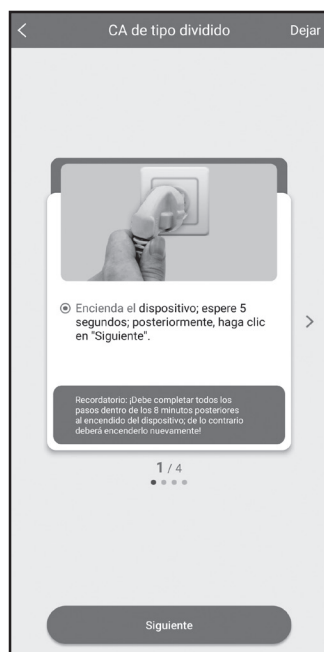 CA de tipo dividido
Dejar
Encienda el dispositivo; espere 5
segundos; posteriormente, haga clic
en "Siguiente".
Recordatorio: ¡Debe completar todos los
pasos dentro de los 8 minutos posteriores
al encendido del dispositivo; de lo contrario
deberá encenderlo nuevamente!
1 / 4
Siguiente